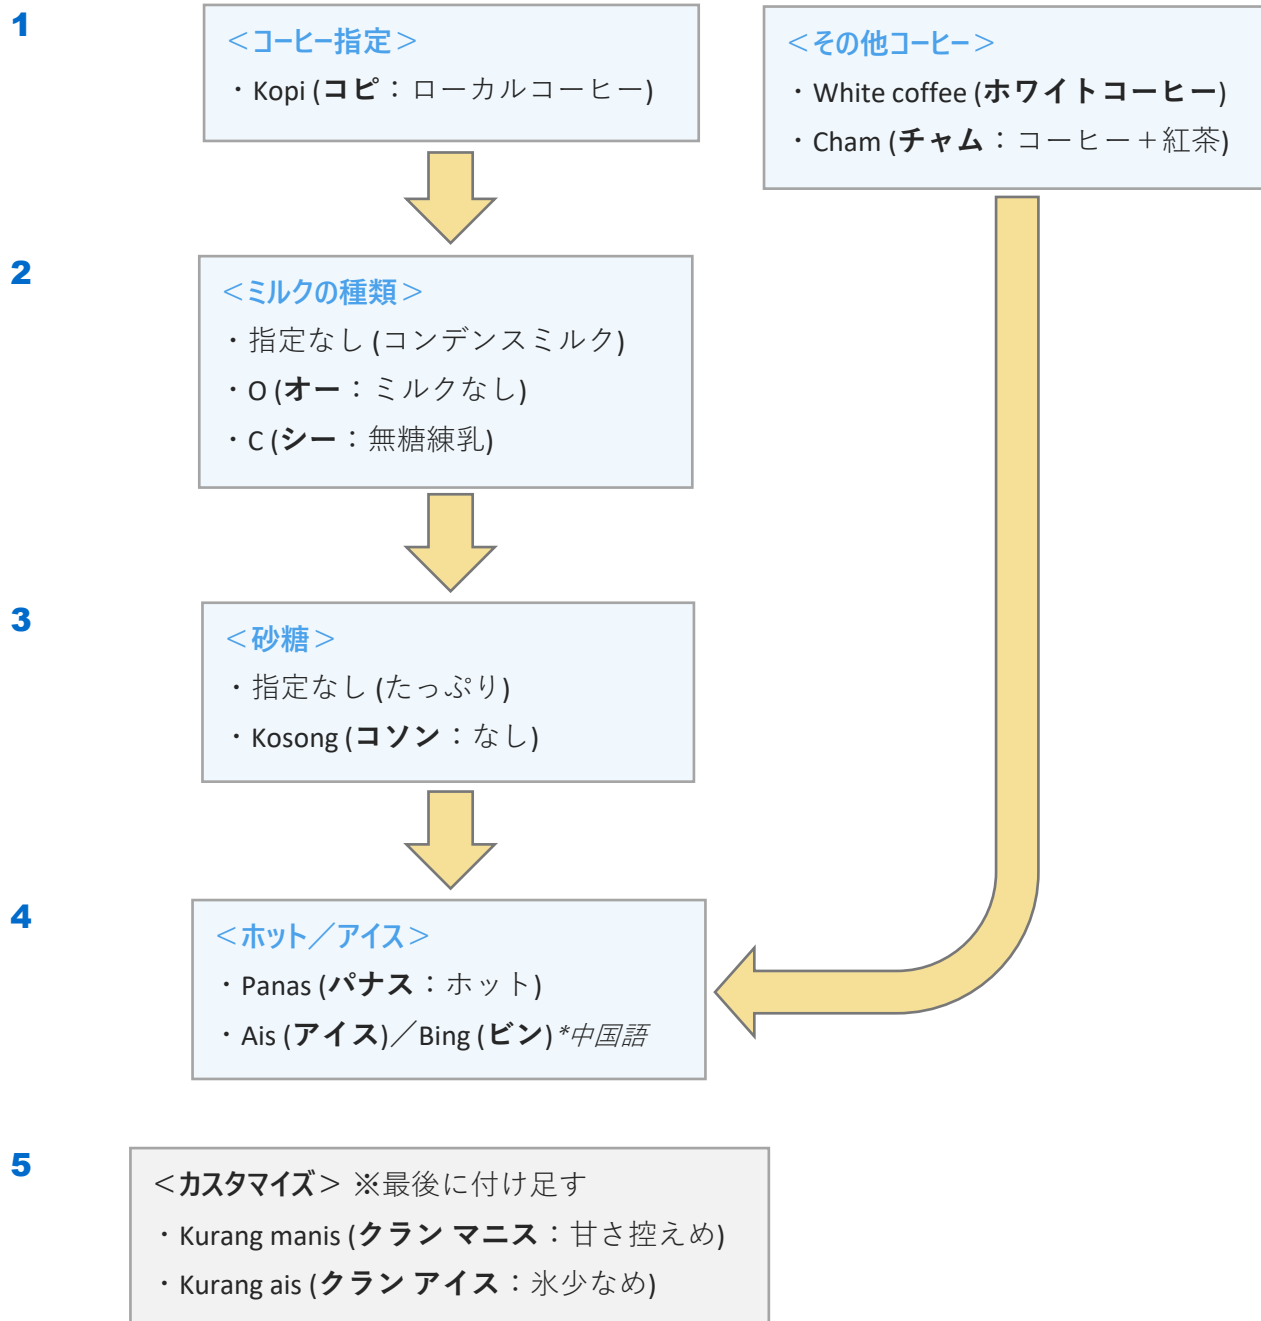 1
＜コーヒー指定＞
・Kopi (コピ：ローカルコーヒー)
＜その他コーヒー＞
・White coffee (ホワイトコーヒー)
・Cham (チャム：コーヒー＋紅茶)
2
＜ミルクの種類＞
・指定なし (コンデンスミルク)
・O (オー：ミルクなし)
・C (シー：無糖練乳)
3
＜砂糖＞
・指定なし (たっぷり)
・Kosong (コソン：なし)
4
＜ホット／アイス＞
・Panas (パナス：ホット)
・Ais (アイス)／Bing (ビン) *中国語
5
＜カスタマイズ＞ ※最後に付け足す
・Kurang manis (クラン マニス：甘さ控えめ)
・Kurang ais (クラン アイス：氷少なめ)